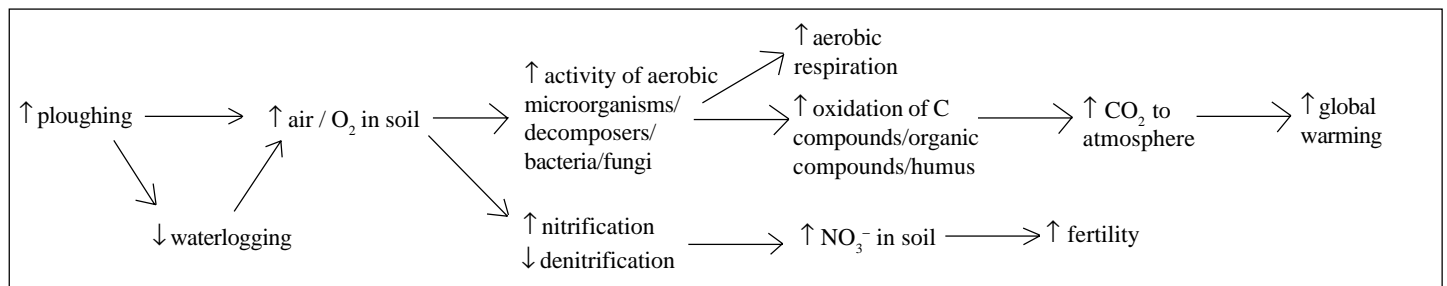 ↑ ploughing
↓ waterlogging
↑ air / O₂ in soil
↑ activity of aerobic
microorganisms/
decomposers/
bacteria/fungi
↑ aerobic
respiration
↑ oxidation of C
compounds/organic
compounds/humus
↑ CO₂ to
atmosphere
↑ global
warming
↑ nitrification
↓ denitrification
↑ NO₃⁻ in soil
↑ fertility